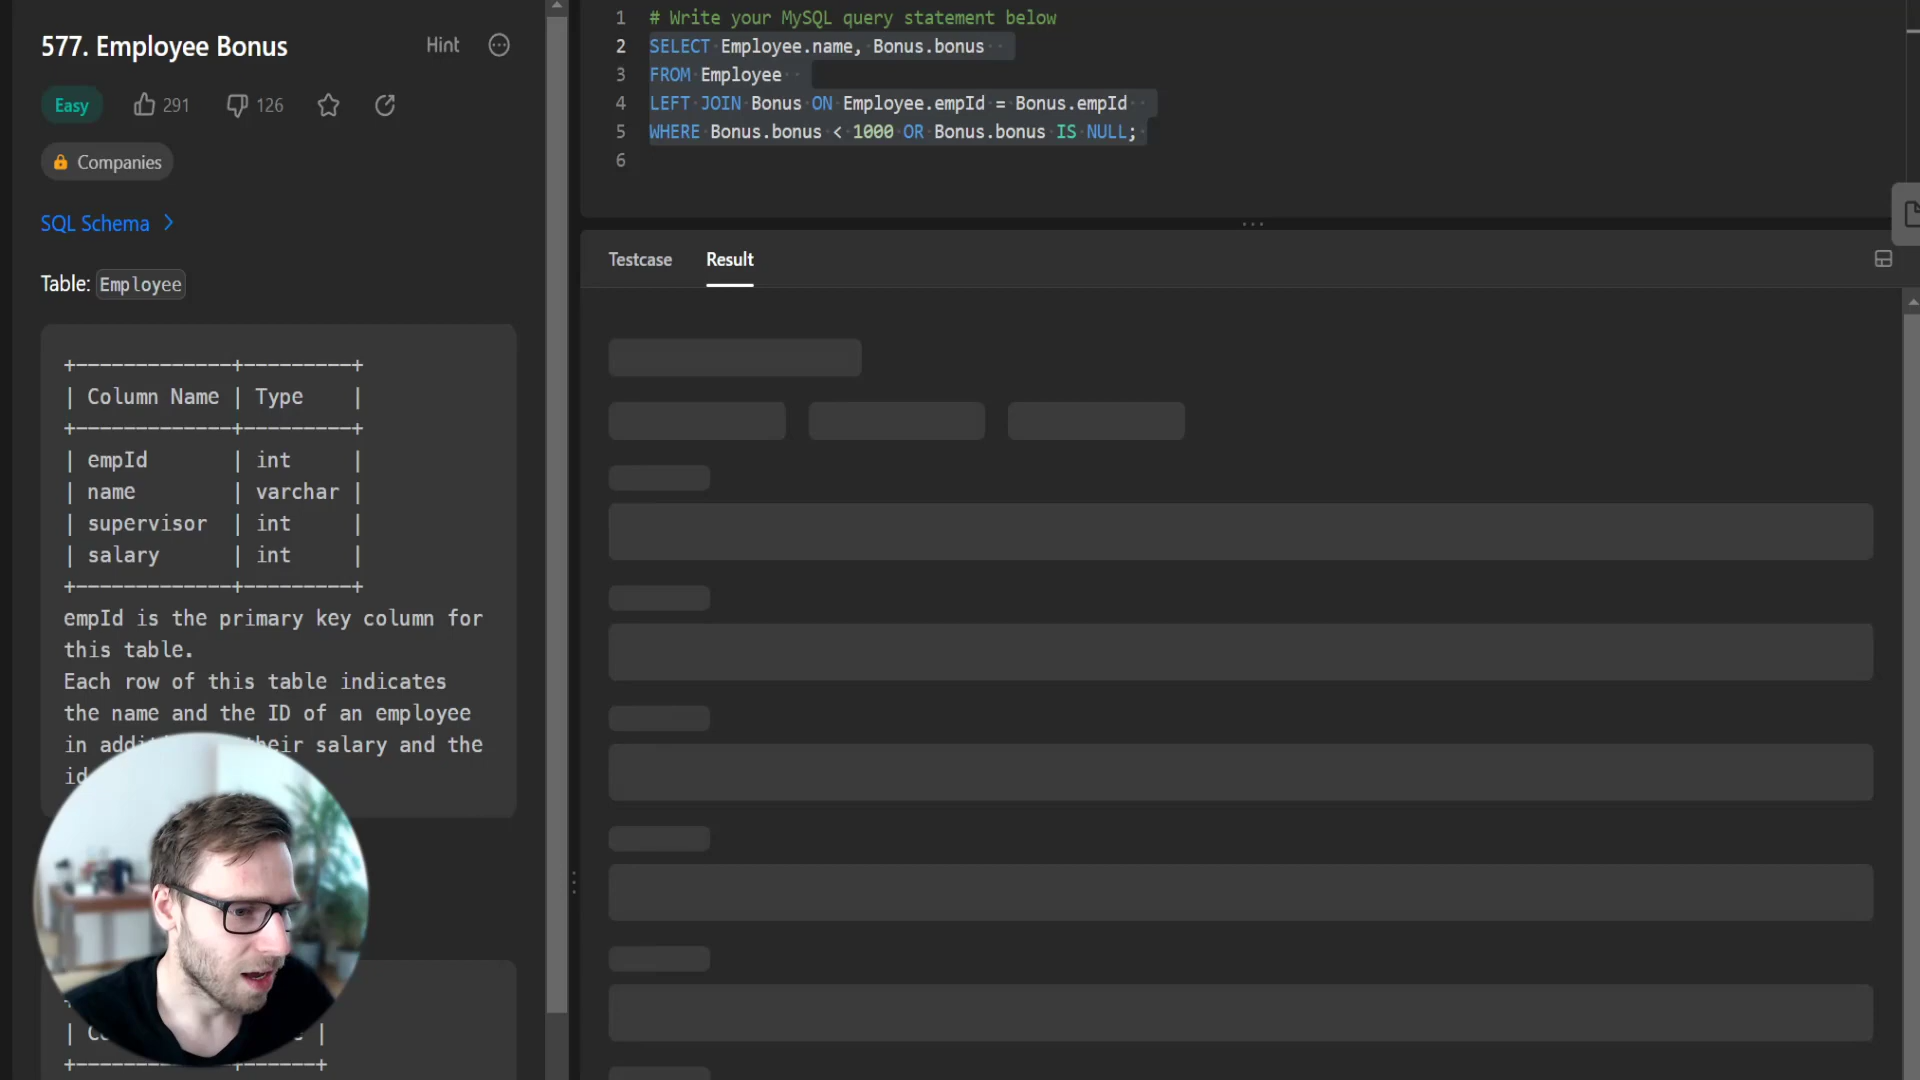 577. Employee Bonus
Hint
Easy
291
126
Companies
SQL Schema
Table: Employee
+-------------+---------+
| Column Name | Type    |
+-------------+---------+
| empId       | int     |
| name        | varchar |
| supervisor  | int     |
| salary      | int     |
+-------------+---------+
empId is the primary key column for
this table.
Each row of this table indicates
the name and the ID of an employee
in their salary and the
+------+
1 # Write your MySQL query statement below
2 SELECT Employee.name, Bonus.bonus
3 FROM Employee
4 LEFT JOIN Bonus ON Employee.empId = Bonus.empId
5 WHERE Bonus.bonus < 1000 OR Bonus.bonus IS NULL;
6
Testcase
Result